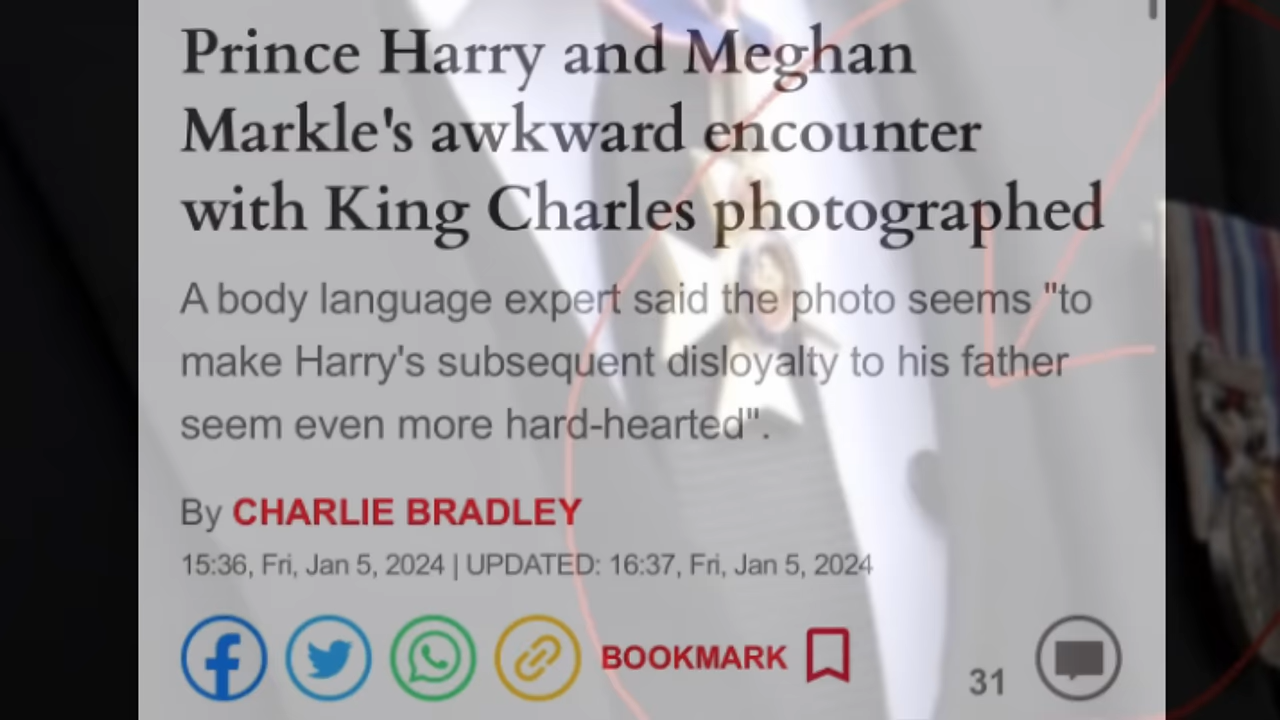 Prince Harry and Meghan
Markle's awkward encounter
with King Charles photographed
A body language expert said the photo seems "to
make Harry's subsequent disloyalty to his father
seem even more hard-hearted".
By CHARLIE BRADLEY
15:36, Fri, Jan 5, 2024 | UPDATED: 16:37, Fri, Jan 5, 2024
BOOKMARK
31